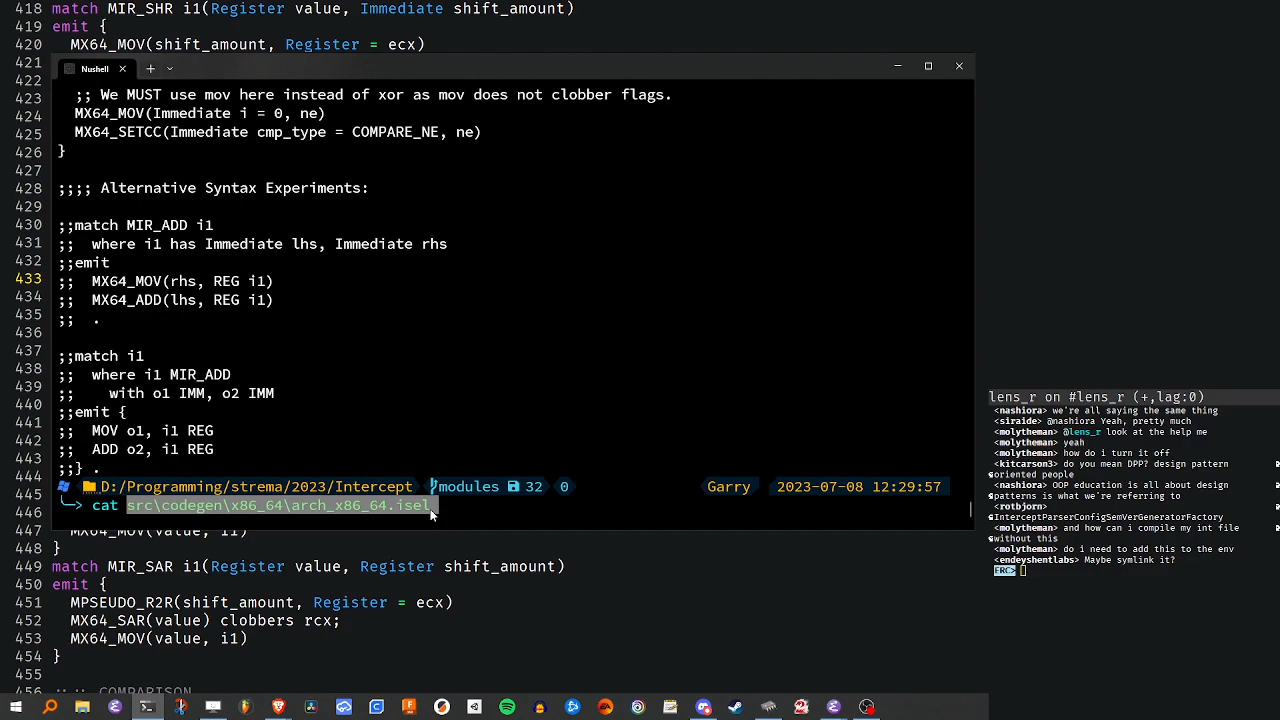 418 match MIR_SHR i1(Register value, Immediate shift_amount)
419 emit {
420 MX64_MOV(shift_amount, Register = ecx)
421
422
423
424
425
426
427
428
429
430
431
432
433
434
435
436
437
438
439
440
441
442
443
444
445
446
Nushell
;; We MUST use mov here instead of xor as mov does not clobber flags.
MX64_MOV(Immediate i = 0, ne)
MX64_SETCC(Immediate cmp_type = COMPARE_NE, ne)
}
;;;; Alternative Syntax Experiments:
;;match MIR_ADD i1
;; where i1 has Immediate lhs, Immediate rhs
;;emit
;; MX64_MOV(rhs, REG i1)
;; MX64_ADD(lhs, REG i1)
;; .
;;match i1
;; where i1 MIR_ADD
;; with o1 IMM, o2 IMM
;;emit {
;; MOV o1, i1 REG
;; ADD o2, i1 REG
;;} .
D:/Programming/strema/2023/Intercept modules 32 0 Garry 2023-07-08 12:29:57
cat src\codegen\x86_64\arch_x86_64.isel
447 MX64_MOV(value, i1)
448 }
449 match MIR_SAR i1(Register value, Register shift_amount)
450 emit {
451 MPSEUDO_R2R(shift_amount, Register = ecx)
452 MX64_SAR(value) clobbers rcx;
453 MX64_MOV(value, i1)
454 }
455
456 ;; COMPARISON
lens_r on #lens_r (+,lag:0)
<nashiora> we're all saying the same thing
<siraide> @nashiora Yeah, pretty much
<molytheman> @lens_r look at the help me
<molytheman> yeah
<molytheman> how do i turn it off
<kitcarson33> do you mean DPP? design pattern
oriented people
<nashiora> OOP education is all about design
patterns is what we're referring to
<rotbjorn>
InterceptParserConfigSemVerGeneratorFactory
<molytheman> and how can i compile my int file
without this
<molytheman> do i need to add this to the env
<endeyshentlabs> Maybe symlink it?
ERC>